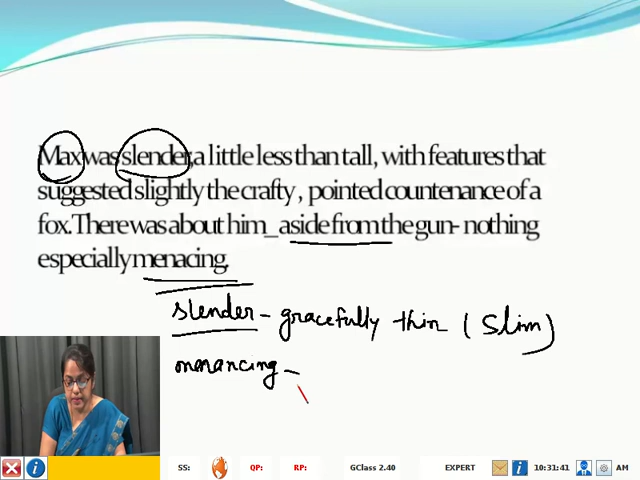 Max was slender, a little less than tall, with features that
suggested slightly the crafty , pointed countenance of a
fox. There was about him_ aside from the gun- nothing
especially menacing.
slender - gracefully thin ( slim )
menancing -
SS: QP: RP: GClass 2.40 EXPERT 10:31:41 AM